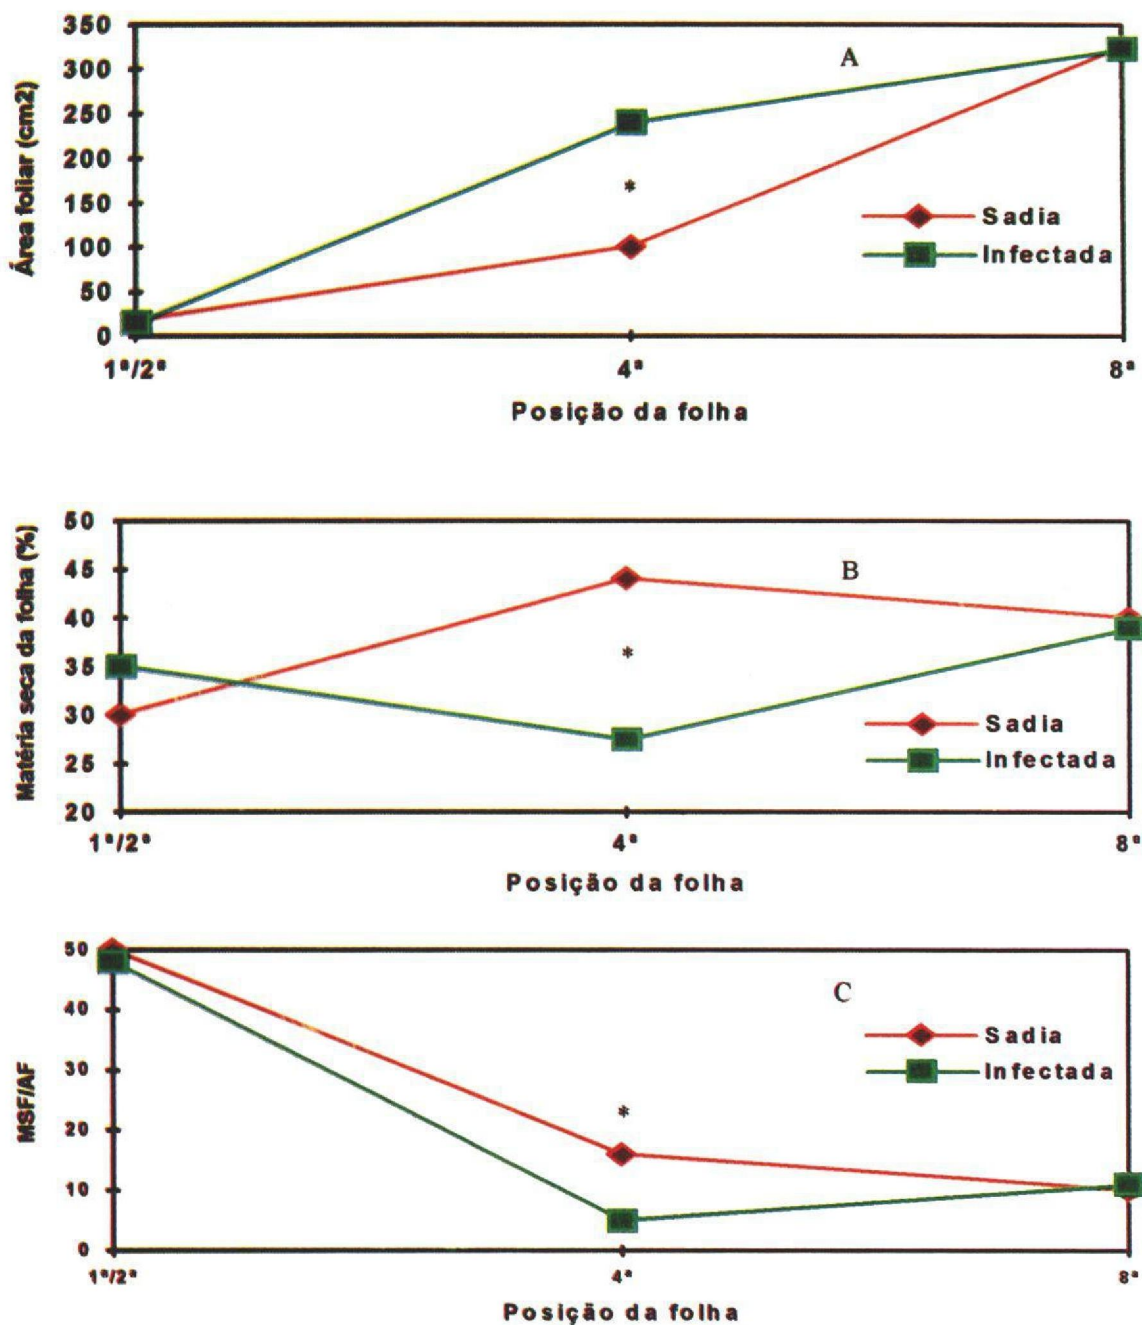 Área foliar (cm2)
350
300
250
200
150
100
50
0
A
*
Sadia
Infectada
1ª/2ª
4ª
8ª
Posição da folha
Matéria seca da folha (%)
50
45
40
35
30
25
20
B
*
Sadia
Infectada
1ª/2ª
4ª
8ª
Posição da folha
MSF/AF
50
40
30
20
10
0
C
*
Sadia
Infectada
1ª/2ª
4ª
8ª
Posição da folha